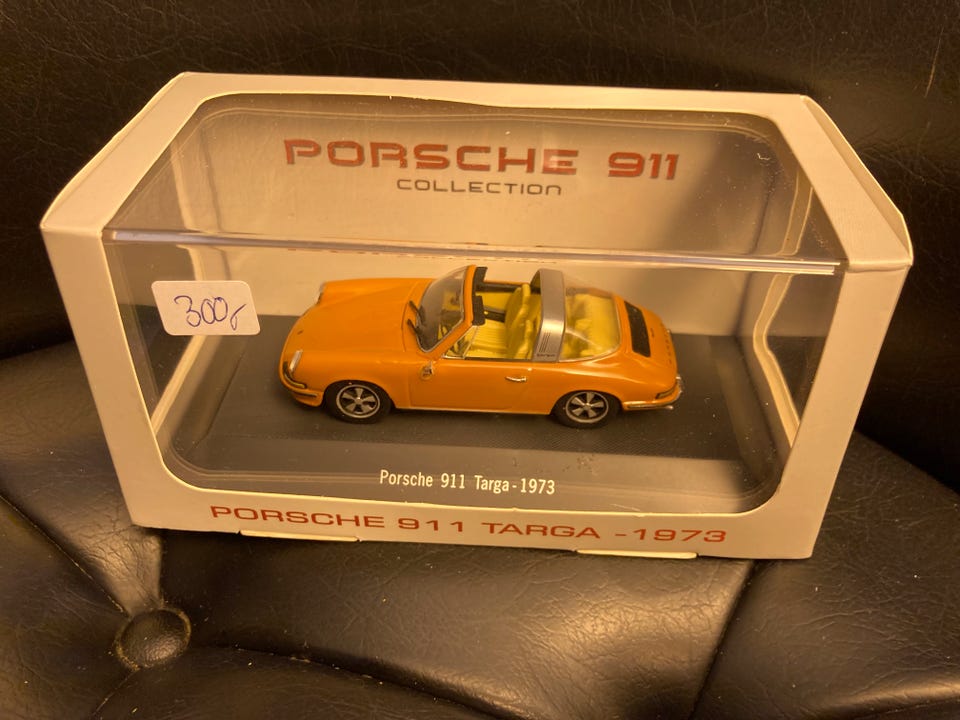 PORSCHE 911
COLLECTION
300,-
Porsche 911 Targa - 1973
PORSCHE 911 TARGA - 1973